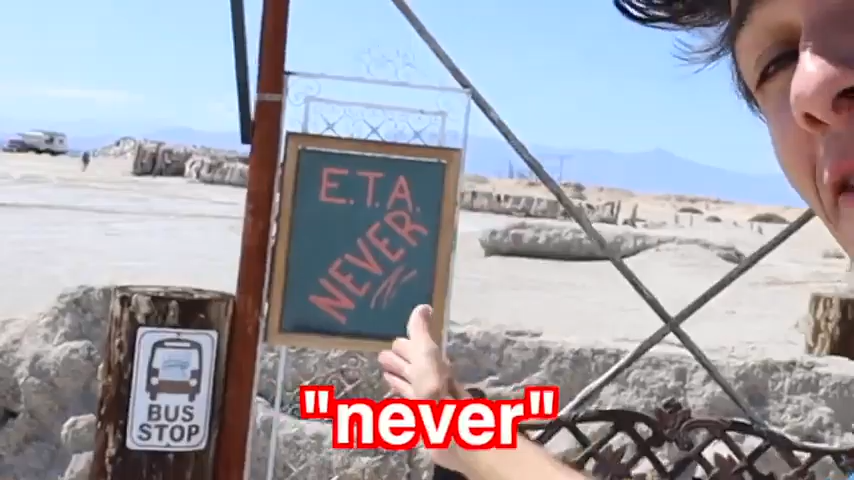 E.T.A.
NEVER
BUS
STOP
"never"